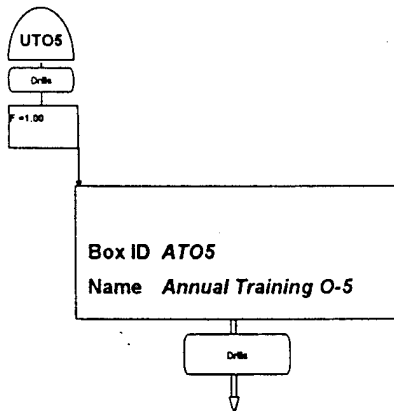 UTO5
Drills
F =1.00
Box ID ATO5
Name Annual Training O-5
Drills